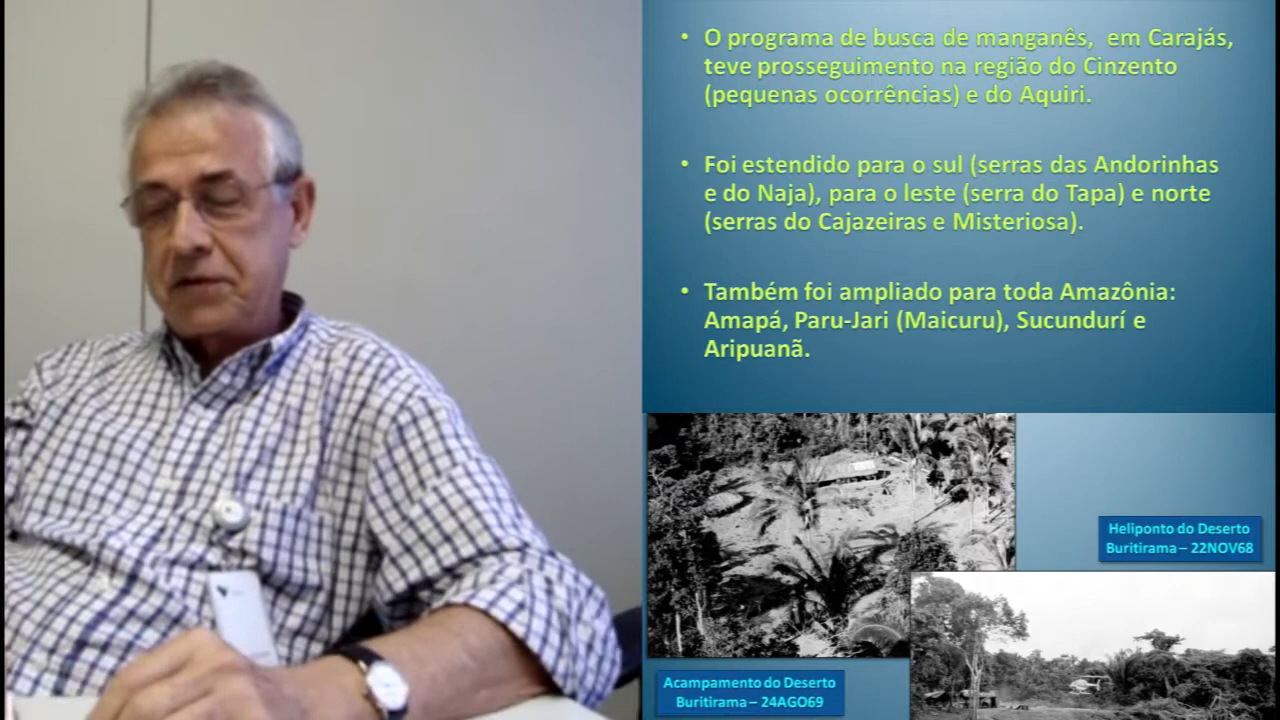 • O programa de busca de manganês, em Carajás,
teve prosseguimento na região do Cinzento
(pequenas ocorrências) e do Aquiri.
• Foi estendido para o sul (serras das Andorinhas
e do Naja), para o leste (serra do Tapa) e norte
(serras do Cajazeiras e Misteriosa).
• Também foi ampliado para toda Amazônia:
Amapá, Paru-Jari (Maicuru), Sucundurí e
Aripuanã.
Heliponto do Deserto
Buritirama – 22NOV68
Acampamento do Deserto
Buritirama – 24AGO69